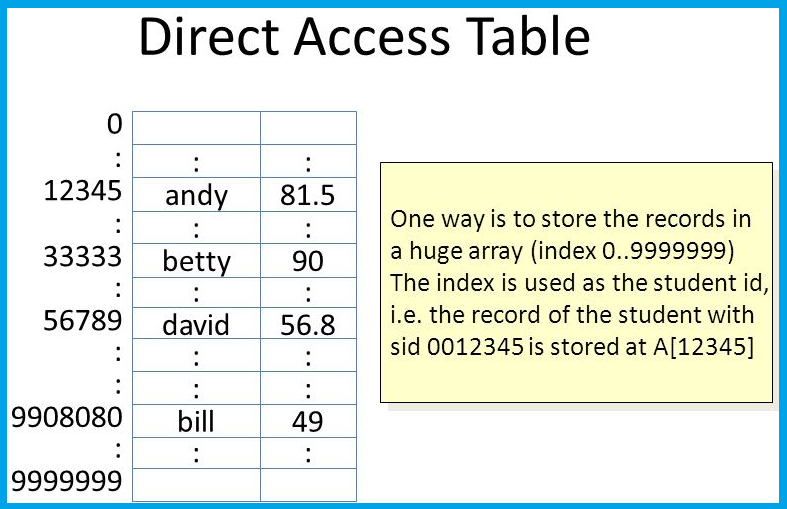 Direct Access Table
0
: : :
12345 andy 81.5
: : :
33333 betty 90
: : :
56789 david 56.8
: : :
: : :
9908080 bill 49
: : :
9999999
One way is to store the records in
a huge array (index 0..9999999)
The index is used as the student id,
i.e. the record of the student with
sid 0012345 is stored at A[12345]